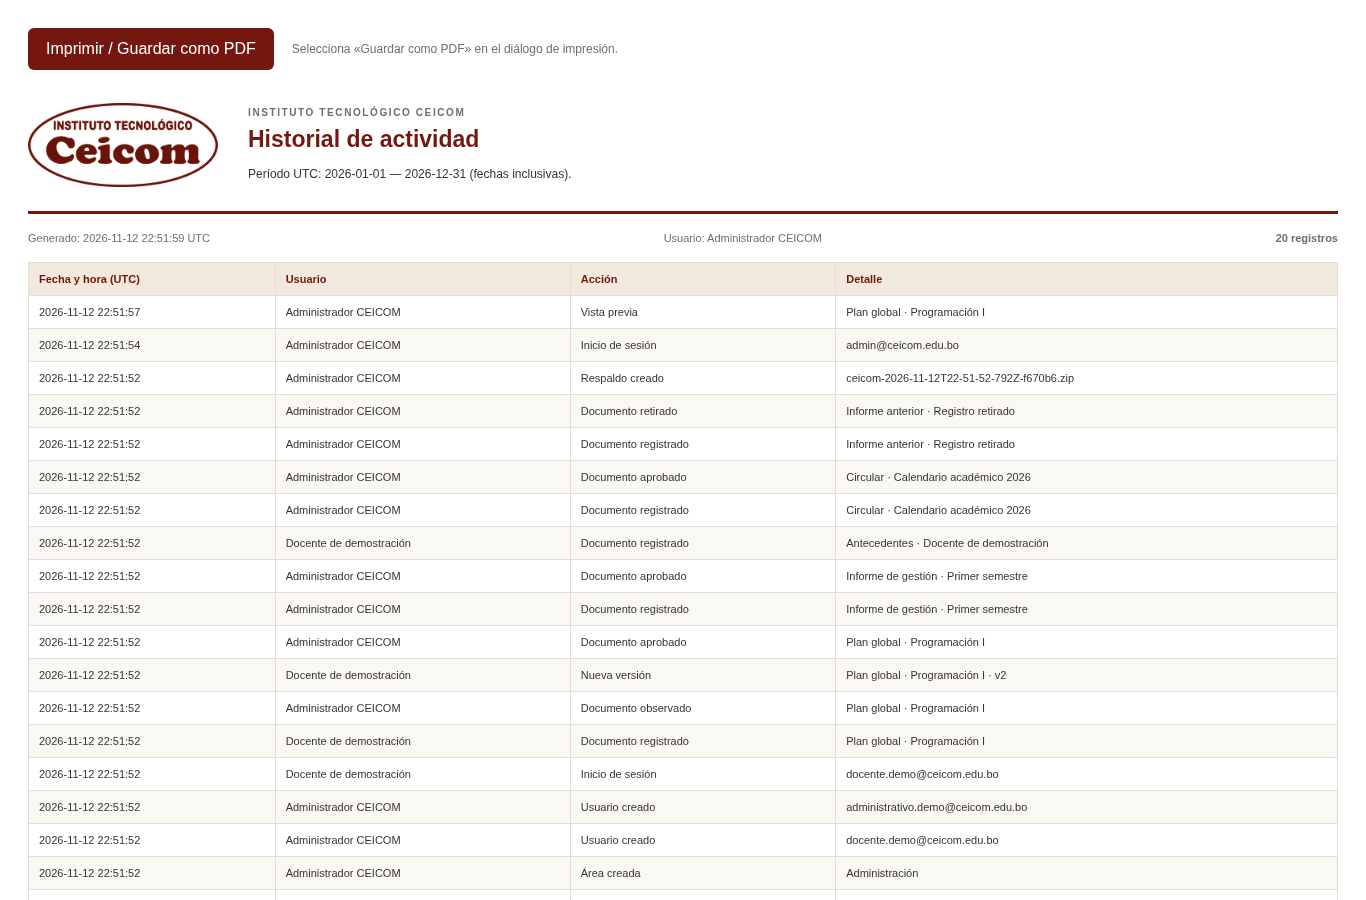 Imprimir / Guardar como PDF Selecciona «Guardar como PDF» en el diálogo de impresión.
INSTITUTO TECNOLÓGICO
Ceicom
INSTITUTO TECNOLÓGICO CEICOM
Historial de actividad
Período UTC: 2026-01-01 — 2026-12-31 (fechas inclusivas).
Generado: 2026-11-12 22:51:59 UTC Usuario: Administrador CEICOM 20 registros
Fecha y hora (UTC) Usuario Acción Detalle
2026-11-12 22:51:57 Administrador CEICOM Vista previa Plan global · Programación I
2026-11-12 22:51:54 Administrador CEICOM Inicio de sesión admin@ceicom.edu.bo
2026-11-12 22:51:52 Administrador CEICOM Respaldo creado ceicom-2026-11-12T22-51-52-792Z-f670b6.zip
2026-11-12 22:51:52 Administrador CEICOM Documento retirado Informe anterior · Registro retirado
2026-11-12 22:51:52 Administrador CEICOM Documento registrado Informe anterior · Registro retirado
2026-11-12 22:51:52 Administrador CEICOM Documento aprobado Circular · Calendario académico 2026
2026-11-12 22:51:52 Administrador CEICOM Documento registrado Circular · Calendario académico 2026
2026-11-12 22:51:52 Docente de demostración Documento registrado Antecedentes · Docente de demostración
2026-11-12 22:51:52 Administrador CEICOM Documento aprobado Informe de gestión · Primer semestre
2026-11-12 22:51:52 Administrador CEICOM Documento registrado Informe de gestión · Primer semestre
2026-11-12 22:51:52 Administrador CEICOM Documento aprobado Plan global · Programación I
2026-11-12 22:51:52 Docente de demostración Nueva versión Plan global · Programación I · v2
2026-11-12 22:51:52 Administrador CEICOM Documento observado Plan global · Programación I
2026-11-12 22:51:52 Docente de demostración Documento registrado Plan global · Programación I
2026-11-12 22:51:52 Docente de demostración Inicio de sesión docente.demo@ceicom.edu.bo
2026-11-12 22:51:52 Administrador CEICOM Usuario creado administrativo.demo@ceicom.edu.bo
2026-11-12 22:51:52 Administrador CEICOM Usuario creado docente.demo@ceicom.edu.bo
2026-11-12 22:51:52 Administrador CEICOM Área creada Administración